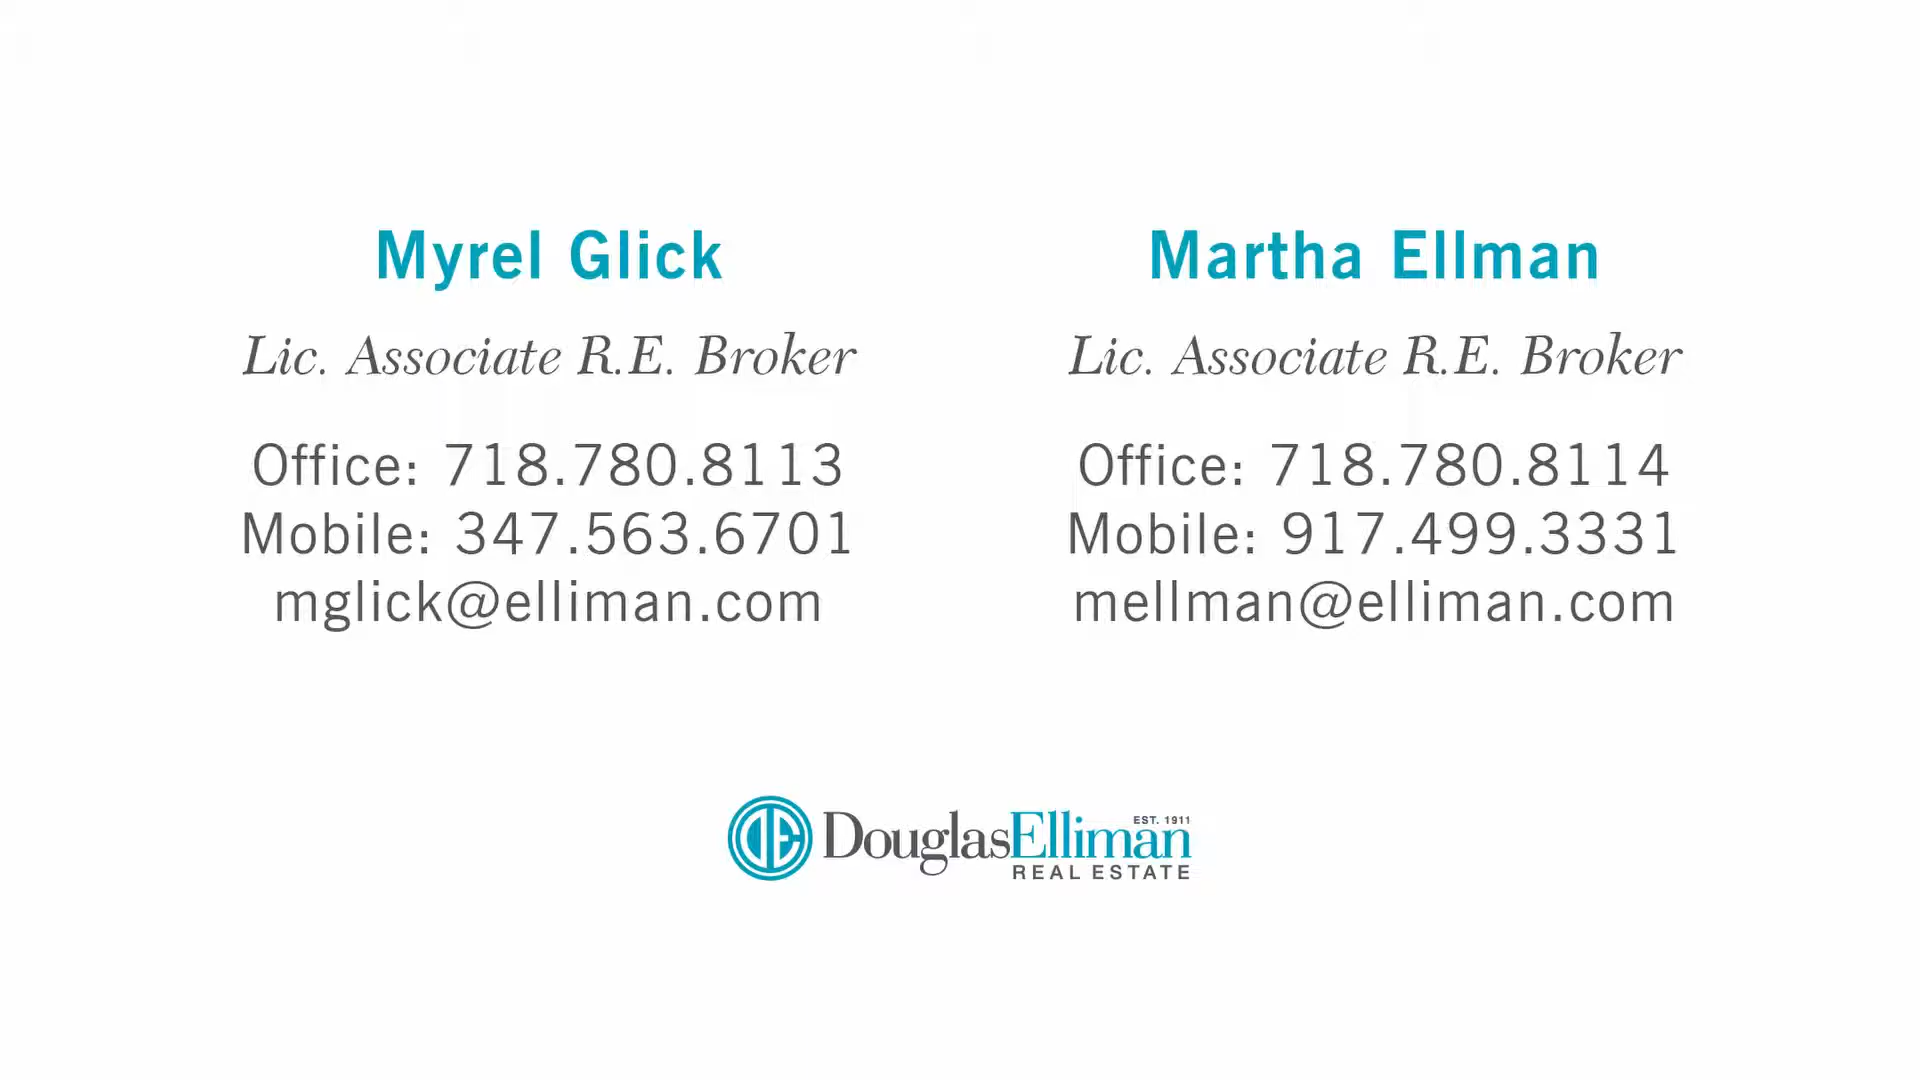 Myrel Glick
Lic. Associate R.E. Broker
Office: 718.780.8113
Mobile: 347.563.6701
mglick@elliman.com
Martha Ellman
Lic. Associate R.E. Broker
Office: 718.780.8114
Mobile: 917.499.3331
mellman@elliman.com
DE DouglasElliman
EST. 1911
REAL ESTATE